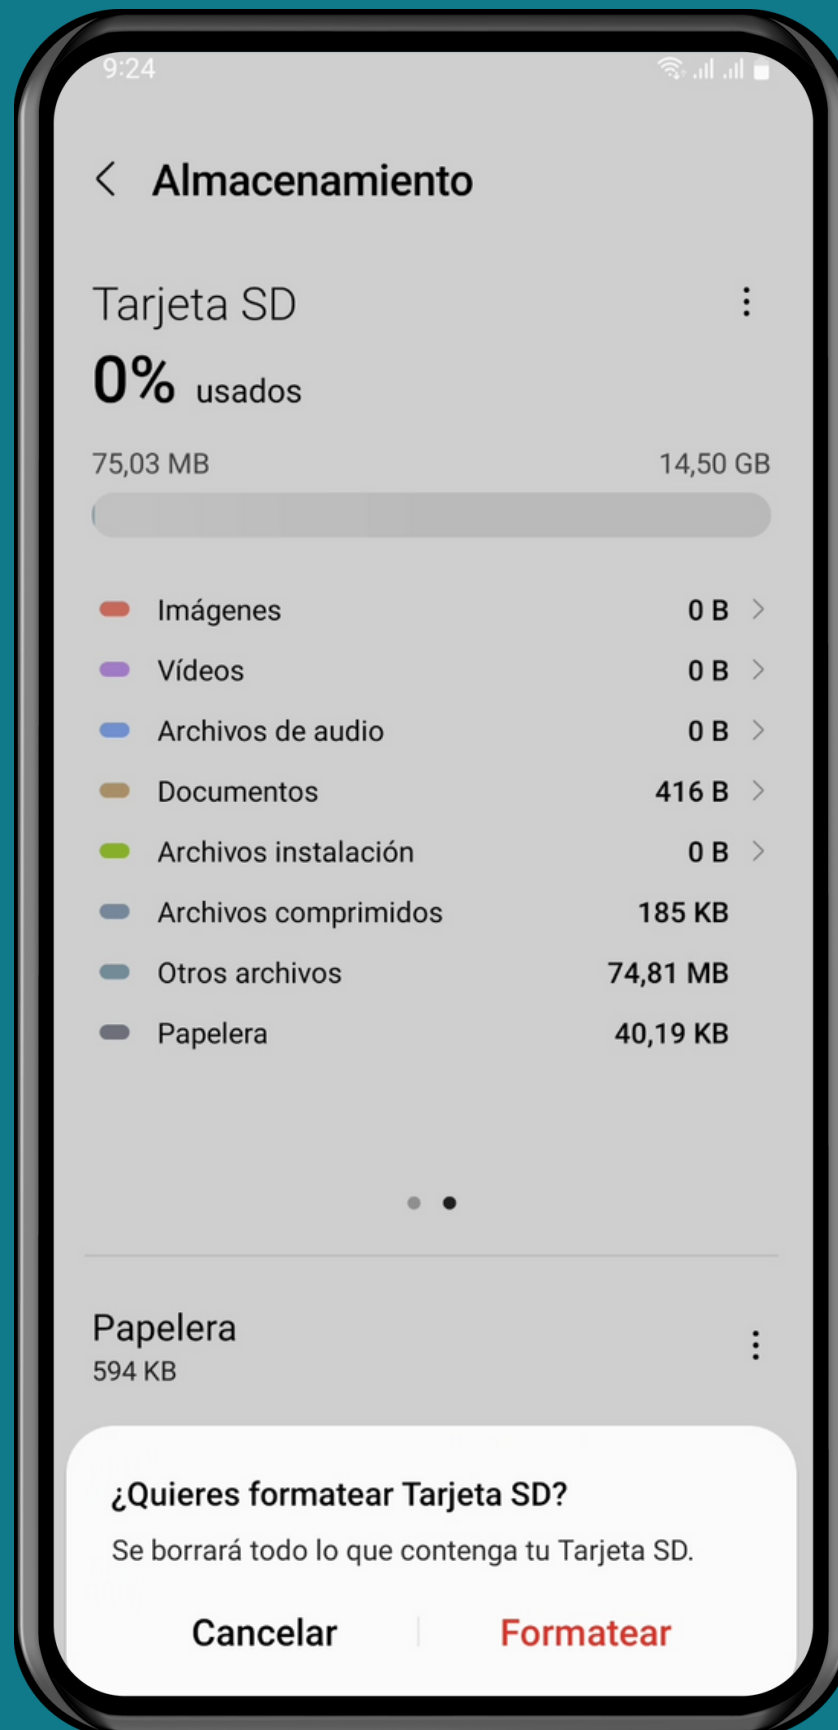 9:24
Almacenamiento
Tarjeta SD
0% usados
75,03 MB 14,50 GB
Imágenes 0 B
Vídeos 0 B
Archivos de audio 0 B
Documentos 416 B
Archivos instalación 0 B
Archivos comprimidos 185 KB
Otros archivos 74,81 MB
Papelera 40,19 KB
Papelera
594 KB
¿Quieres formatear Tarjeta SD?
Se borrará todo lo que contenga tu Tarjeta SD.
Cancelar Formatear